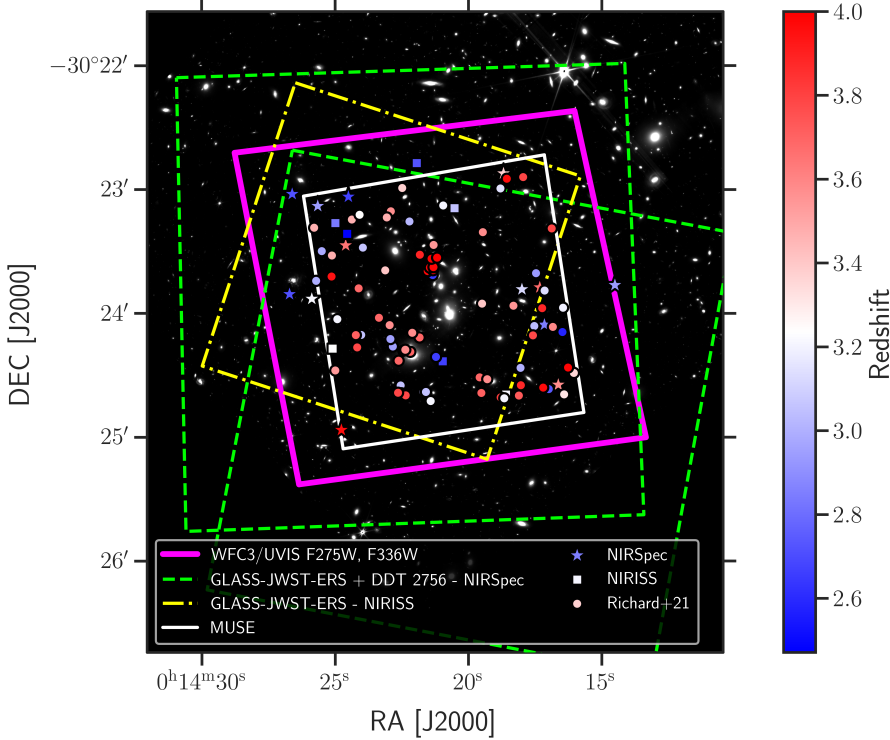 −30°22′
23′
24′
25′
26′
DEC [J2000]
WFC3/UVIS F275W, F336W
GLASS-JWST-ERS + DDT 2756 - NIRSpec
GLASS-JWST-ERS - NIRISS
MUSE
NIRSpec
NIRISS
Richard+21
0ʰ14ᵐ30ˢ
25ˢ
20ˢ
15ˢ
RA [J2000]
4.0
3.8
3.6
3.4
3.2
3.0
2.8
2.6
Redshift